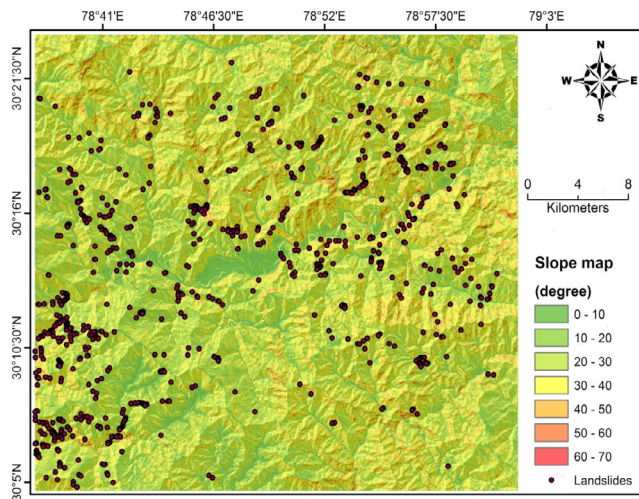 78°41'E 78°46'30"E 78°52'E 78°57'30"E 79°3'E
30°21'30"N
30°16'N
30°10'30"N
30°5'N
N
W E
S
0 4 8
Kilometers
Slope map
(degree)
0 - 10
10 - 20
20 - 30
30 - 40
40 - 50
50 - 60
60 - 70
Landslides